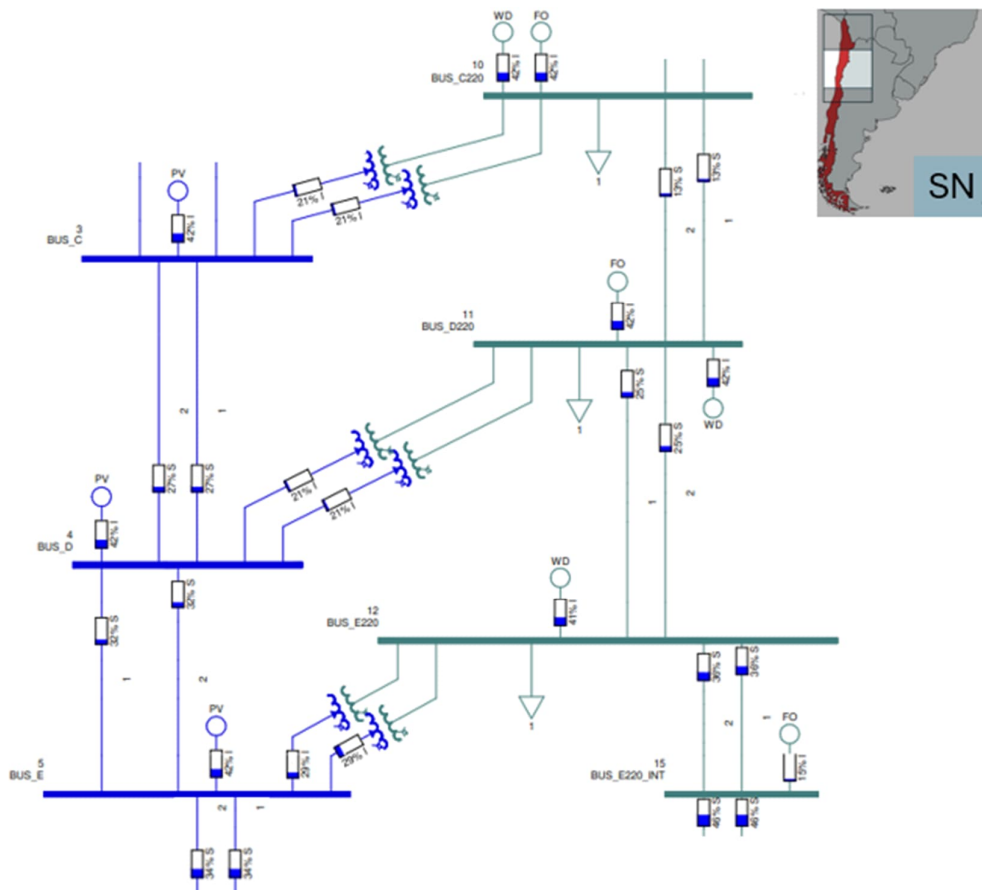 WD
FO
42% I
42% I
10
BUS_C220
1
13% S
13% S
2
1
SN
PV
42% I
3
BUS_C
21% I
21% I
FO
42% I
11
BUS_D220
25% S
42% I
WD
1
25% S
1
2
2
1
27% S
27% S
21% I
21% I
PV
42% I
4
BUS_D
32% S
32% S
1
2
WD
41% I
12
BUS_E220
1
36% S
36% S
2
1
29% I
29% I
PV
42% I
5
BUS_E
2
1
34% S
34% S
FO
15% I
15
BUS_E220_INT
46% S
46% S